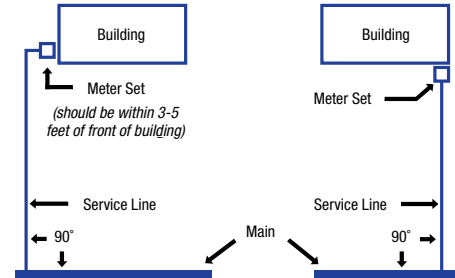 Building
Meter Set
(should be within 3-5
feet of front of building)
Service Line
90°
Main
Building
Meter Set
Service Line
90°